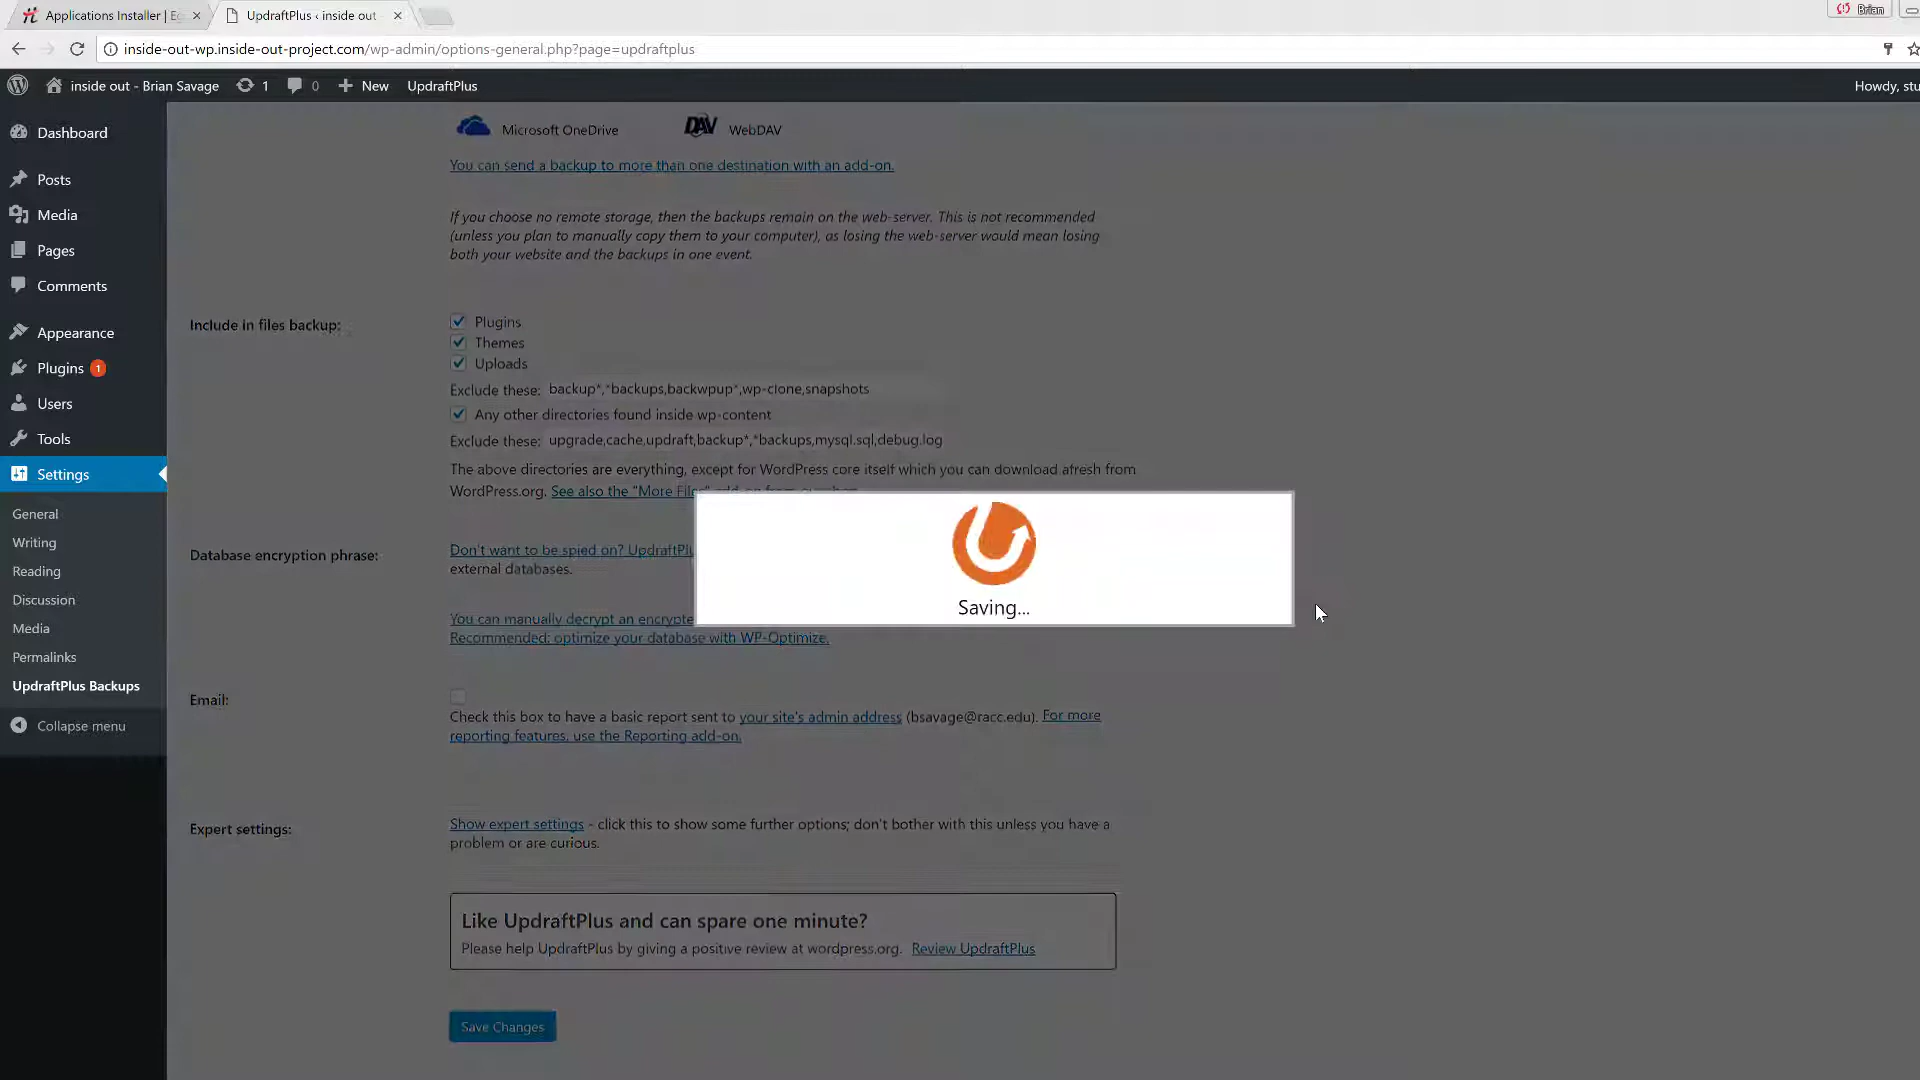 Applications Installer | E
UpdraftPlus ‹ inside out
Brian
inside-out-wp.inside-out-project.com/wp-admin/options-general.php?page=updraftplus
inside out - Brian Savage
1
0
New
UpdraftPlus
Howdy, stu
Dashboard
Posts
Media
Pages
Comments
Appearance
Plugins 1
Users
Tools
Settings
General
Writing
Reading
Discussion
Media
Permalinks
UpdraftPlus Backups
Collapse menu
Microsoft OneDrive
DAV WebDAV
You can send a backup to more than one destination with an add-on.
If you choose no remote storage, then the backups remain on the web-server. This is not recommended
(unless you plan to manually copy them to your computer), as losing the web-server would mean losing
both your website and the backups in one event.
Include in files backup:
Plugins
Themes
Uploads
Exclude these: backup*,*backups,backwpup*,wp-clone,snapshots
Any other directories found inside wp-content
Exclude these: upgrade,cache,updraft,backup*,*backups,mysql.sql,debug.log
The above directories are everything, except for WordPress core itself which you can download afresh from
WordPress.org. See also the "More Files"
Database encryption phrase:
Don't want to be spied on? UpdraftPl
external databases.
You can manually decrypt an encrypte
Recommended: optimize your database with WP-Optimize.
Saving...
Email:
Check this box to have a basic report sent to your site's admin address (bsavage@racc.edu). For more
reporting features, use the Reporting add-on.
Expert settings:
Show expert settings - click this to show some further options; don't bother with this unless you have a
problem or are curious.
Like UpdraftPlus and can spare one minute?
Please help UpdraftPlus by giving a positive review at wordpress.org. Review UpdraftPlus
Save Changes